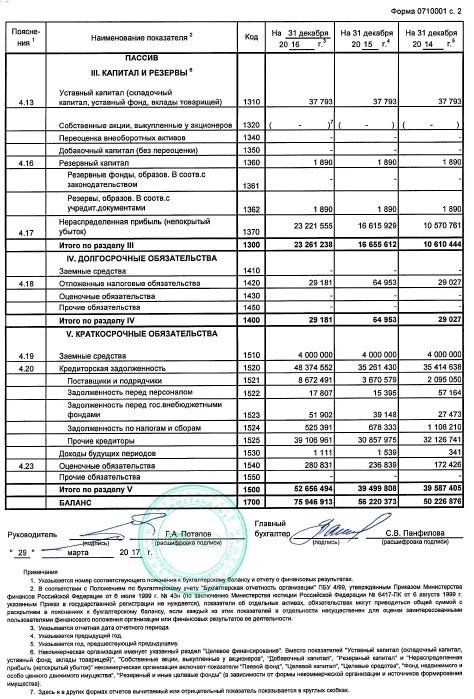 Форма 0710001 с. 2
Поясне-ния 1 Наименование показателя 2 Код На 31 декабря 2016 г.3 На 31 декабря 2015 г.4 На 31 декабря 2014 г.5
ПАССИВ
III. КАПИТАЛ И РЕЗЕРВЫ 6
Уставный капитал (складочный
4.13 капитал, уставный фонд, вклады товарищей) 1310 37 793 37 793 37 793
Собственные акции, выкупленные у акционеров 1320 ( - )7 ( - ) ( - )
Переоценка внеоборотных активов 1340 - - -
Добавочный капитал (без переоценки) 1350 - - -
4.16 Резервный капитал 1360 1 890 1 890 1 890
Резервные фонды, образов. В соотв.с
законодательством 1361 - - -
Резервы, образов. В соотв.с
учредит.документами 1362 1 890 1 890 1 890
Нераспределенная прибыль (непокрытый
4.17 убыток) 1370 23 221 555 16 615 929 10 570 761
Итого по разделу III 1300 23 261 238 16 655 612 10 610 444
IV. ДОЛГОСРОЧНЫЕ ОБЯЗАТЕЛЬСТВА
Заемные средства 1410 - - -
4.18 Отложенные налоговые обязательства 1420 29 181 64 953 29 027
Оценочные обязательства 1430 - - -
Прочие обязательства 1450 - - -
Итого по разделу IV 1400 29 181 64 953 29 027
V. КРАТКОСРОЧНЫЕ ОБЯЗАТЕЛЬСТВА
4.19 Заемные средства 1510 4 000 000 4 000 000 4 000 000
4.20 Кредиторская задолженность 1520 48 374 552 35 261 430 35 414 638
Поставщики и подрядчики 1521 8 672 491 3 670 579 2 095 050
Задолженность перед персоналом 1522 17 807 15 395 57 164
Задолженность перед гос.внебюджетными
фондами 1523 51 902 39 148 27 473
Задолженность по налогам и сборам 1524 525 391 678 333 1 108 210
Прочие кредиторы 1525 39 106 961 30 857 975 32 126 741
Доходы будущих периодов 1530 1 111 1 539 341
4.23 Оценочные обязательства 1540 280 831 236 839 172 426
Прочие обязательства 1550 - - -
Итого по разделу V 1500 52 656 494 39 499 808 39 587 405
БАЛАНС 1700 75 946 913 56 220 373 50 226 876
Руководитель Г.А. Потапов Главный бухгалтер С.В. Панфилова
(подпись) (расшифровка подписи) (подпись) (расшифровка подписи)
" 29 " марта 2017 г.
Примечания
1. Указывается номер соответствующего пояснения к бухгалтерскому балансу и отчету о финансовых результатах.
2. В соответствии с Положением по бухгалтерскому учету "Бухгалтерская отчетность организации" ПБУ 4/99, утвержденным Приказом Министерства
финансов Российской Федерации от 6 июля 1999 г. № 43н (по заключению Министерства юстиции Российской Федерации № 6417-ПК от 6 августа 1999 г.
указанным Приказ в государственной регистрации не нуждается), показатели об отдельных активах, обязательствах могут приводиться общей суммой с
раскрытием в пояснениях к бухгалтерскому балансу, если каждый из этих показателей в отдельности несущественен для оценки заинтересованными
пользователями финансового положения организации или финансовых результатов ее деятельности.
3. Указывается отчетная дата отчетного периода.
4. Указывается предыдущий год.
5. Указывается год, предшествующий предыдущему.
6. Некоммерческая организация именует указанный раздел "Целевое финансирование". Вместо показателей "Уставный капитал (складочный капитал,
уставный фонд, вклады товарищей)", "Собственные акции, выкупленные у акционеров", "Добавочный капитал", "Резервный капитал" и "Нераспределенная
прибыль (непокрытый убыток)" некоммерческая организация включает показатели "Паевой фонд", "Целевой капитал", "Целевые средства", "Фонд недвижимого и
особо ценного движимого имущества", "Резервный и иные целевые фонды" (в зависимости от формы некоммерческой организации и источников формирования
имущества).
7. Здесь и в других формах отчетов вычитаемый или отрицательный показатель показывается в круглых скобках.